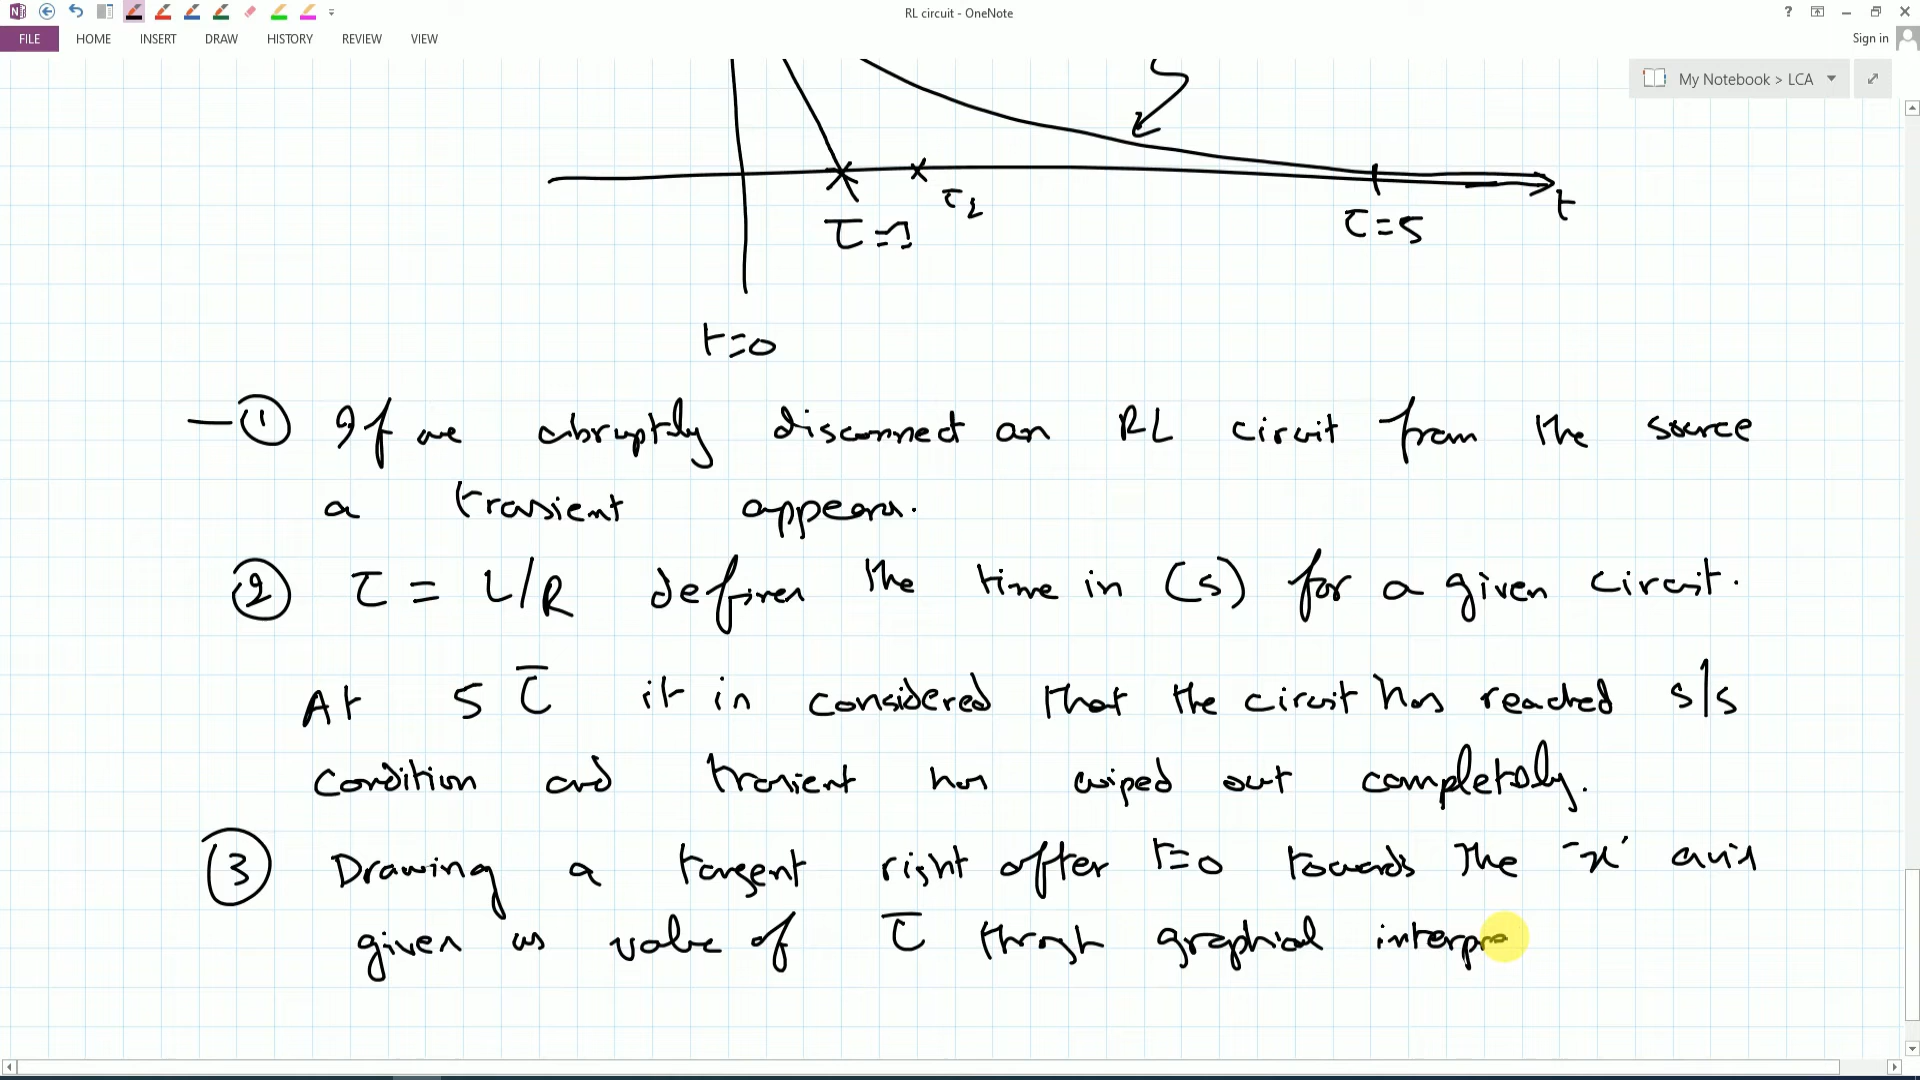 RL circuit - OneNote
FILE HOME INSERT DRAW HISTORY REVIEW VIEW
Sign in
My Notebook > LCA
τ2
t
τ=1
τ=5
t=0
1 If we abruptly disconnect an RL circuit from the source
a transient appears.
2 τ = L/R defines the time in (s) for a given circuit.
At 5 τ it is considered that the circuit has reached s/s
condition and transient has wiped out completely.
3 Drawing a tangent right after t=0 towards the 'x' axis
given us value of τ through graphical interpre